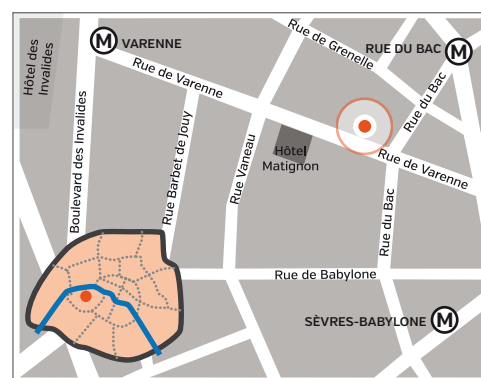 Hôtel des
Invalides
M VARENNE
Rue de Varenne
Rue de Grenelle
RUE DU BAC M
Rue du Bac
Boulevard des Invalides
Rue Barbet de Jouy
Rue Vaneau
Hôtel
Matignon
Rue de Varenne
Rue du Bac
Rue de Babylone
SÈVRES-BABYLONE M